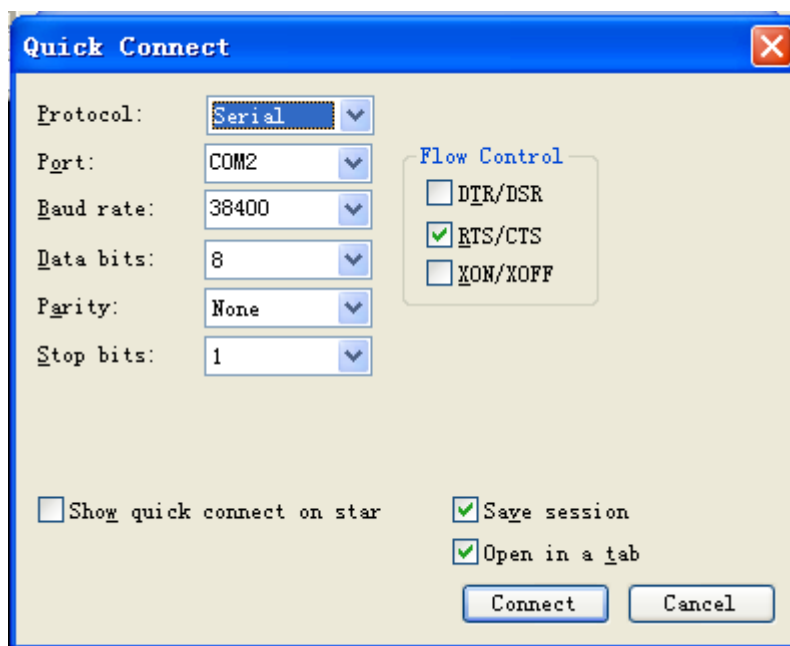 Quick Connect
Protocol: Serial
Port: COM2
Flow Control
DTR/DSR
Baud rate: 38400
RTS/CTS
Data bits: 8
XON/XOFF
Parity: None
Stop bits: 1
Show quick connect on star
Save session
Open in a tab
Connect Cancel